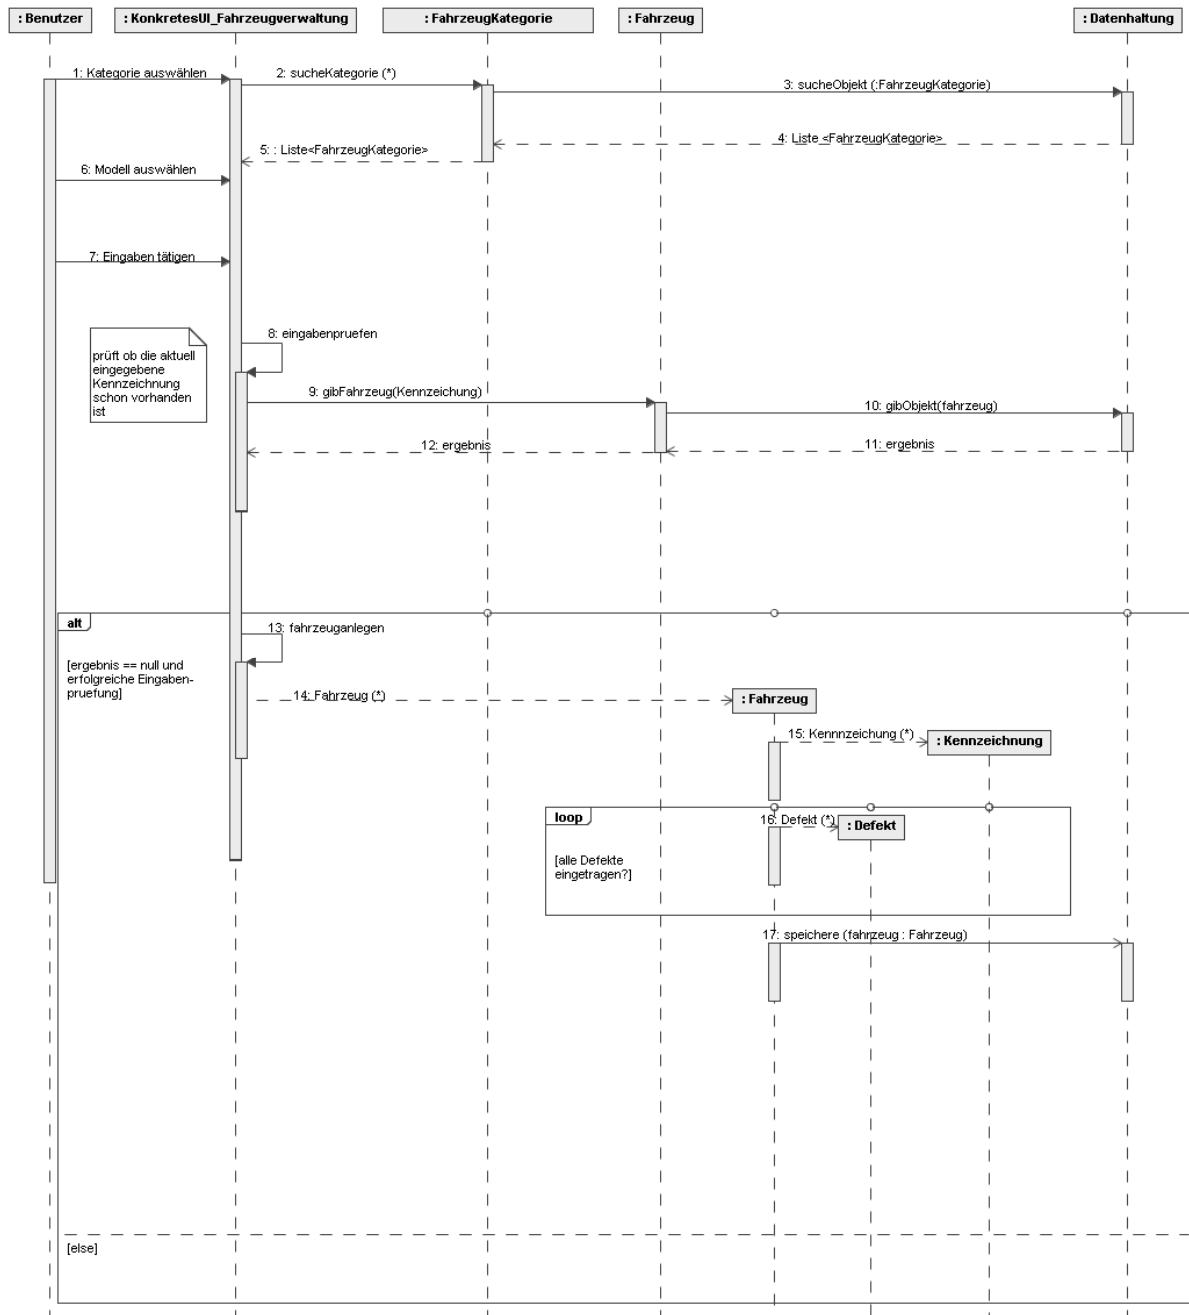 : Benutzer
: KonkretesUI_Fahrzeugverwaltung
: FahrzeugKategorie
: Fahrzeug
: Datenhaltung
1: Kategorie auswählen
2: sucheKategorie (*)
3: sucheObjekt (:FahrzeugKategorie)
4: Liste <FahrzeugKategorie>
5: : Liste<FahrzeugKategorie>
6: Modell auswählen
7: Eingaben tätigen
8: eingabenpruefen
prüft ob die aktuell
eingegebene
Kennzeichnung
schon vorhanden
ist
9: gibFahrzeug(Kennzeichung)
10: gibObjekt(fahrzeug)
11: ergebnis
12: ergebnis
alt
13: fahrzeuganlegen
[ergebnis == null und
erfolgreiche Eingaben-
pruefung]
14: Fahrzeug (*)
: Fahrzeug
15: Kennnzeichung (*)
: Kennzeichnung
loop
16: Defekt (*)
: Defekt
[alle Defekte
eingetragen?]
17: speichere (fahrzeug : Fahrzeug)
[else]